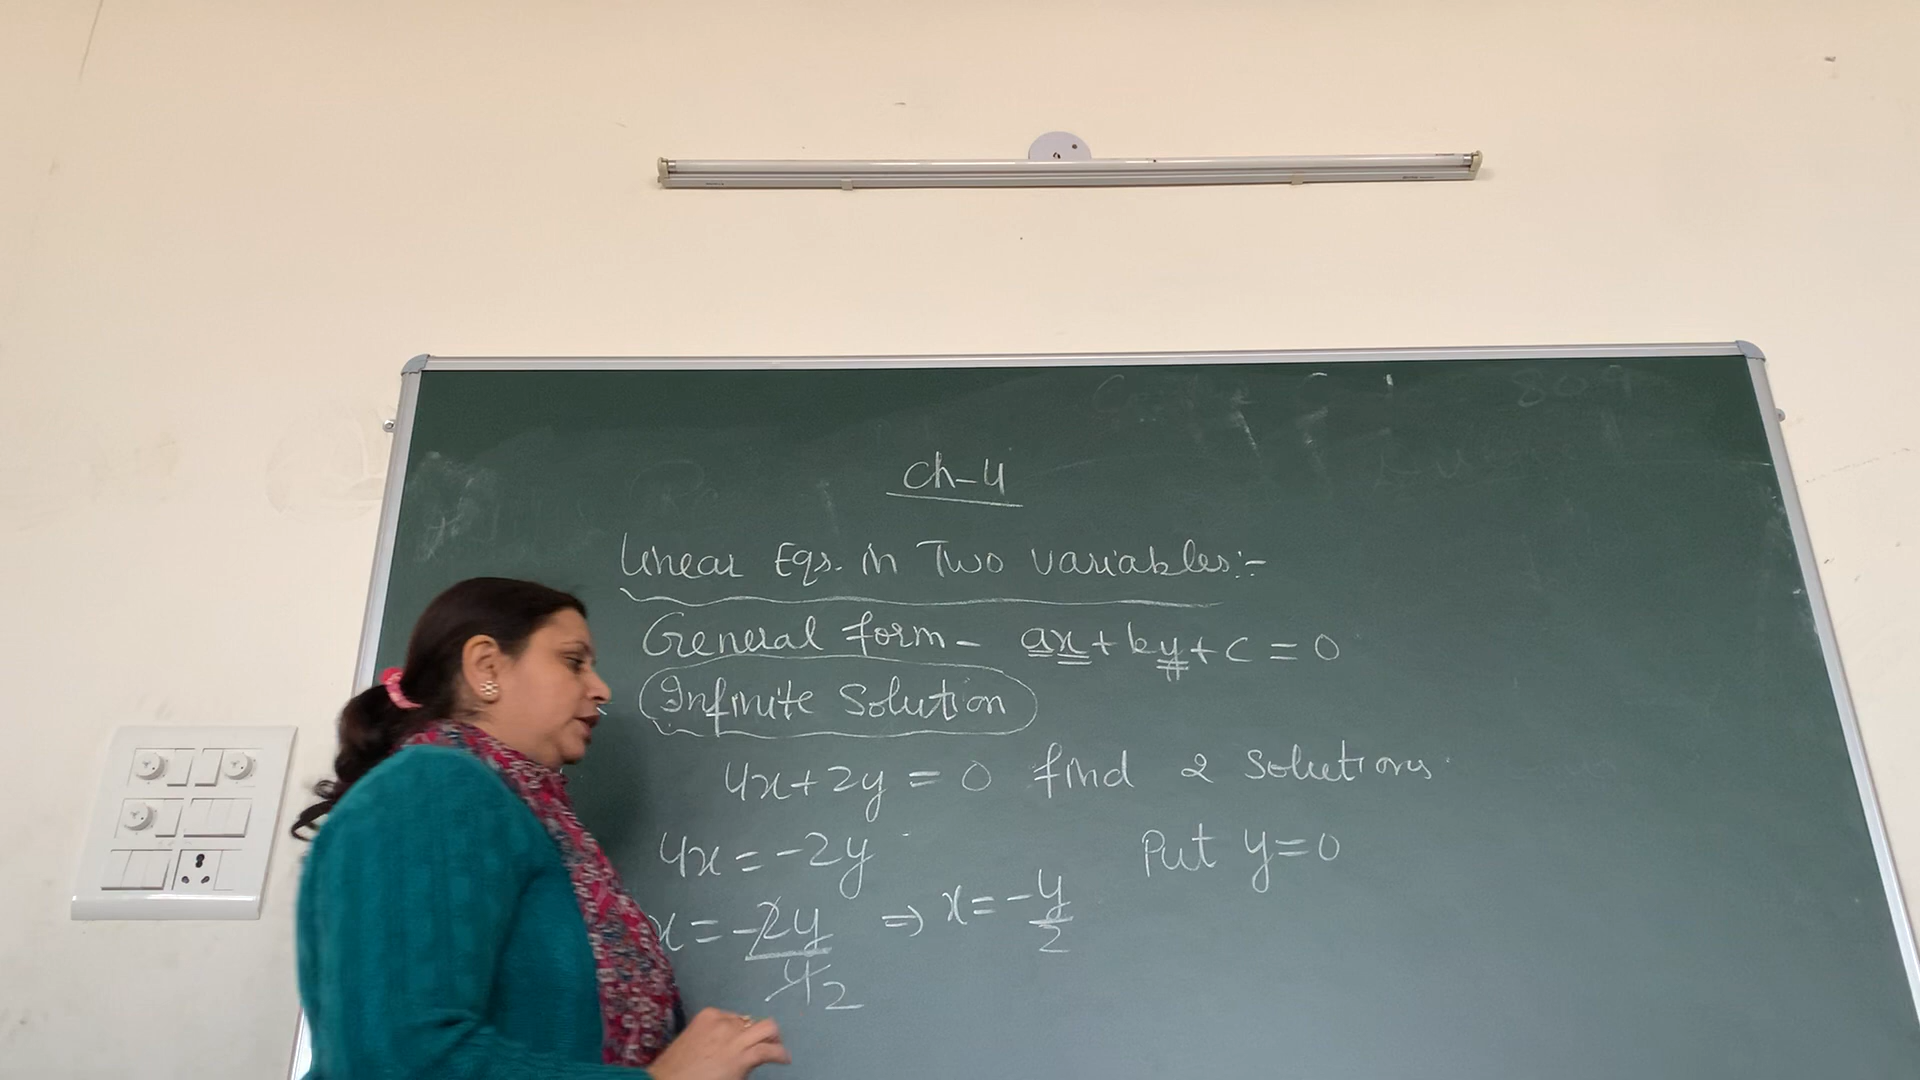 Ch-4
Linear Eqs. in Two variables:-
General form - ax + by + c = 0
Infinite Solution
4x + 2y = 0 find 2 solutions.
4x = -2y Put y=0
x = -2y/4 2 ⇒ x = -y/2